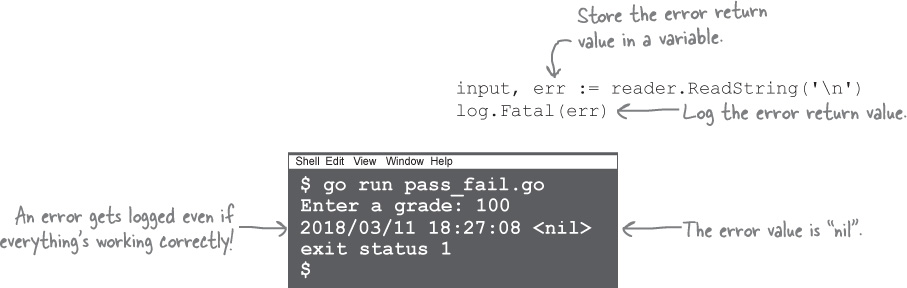 Store the error return
value in a variable.
input, err := reader.ReadString('\n')
log.Fatal(err)
Log the error return value.
Shell Edit View Window Help
$ go run pass_fail.go
Enter a grade: 100
2018/03/11 18:27:08 <nil>
exit status 1
$
An error gets logged even if
everything's working correctly!
The error value is "nil".